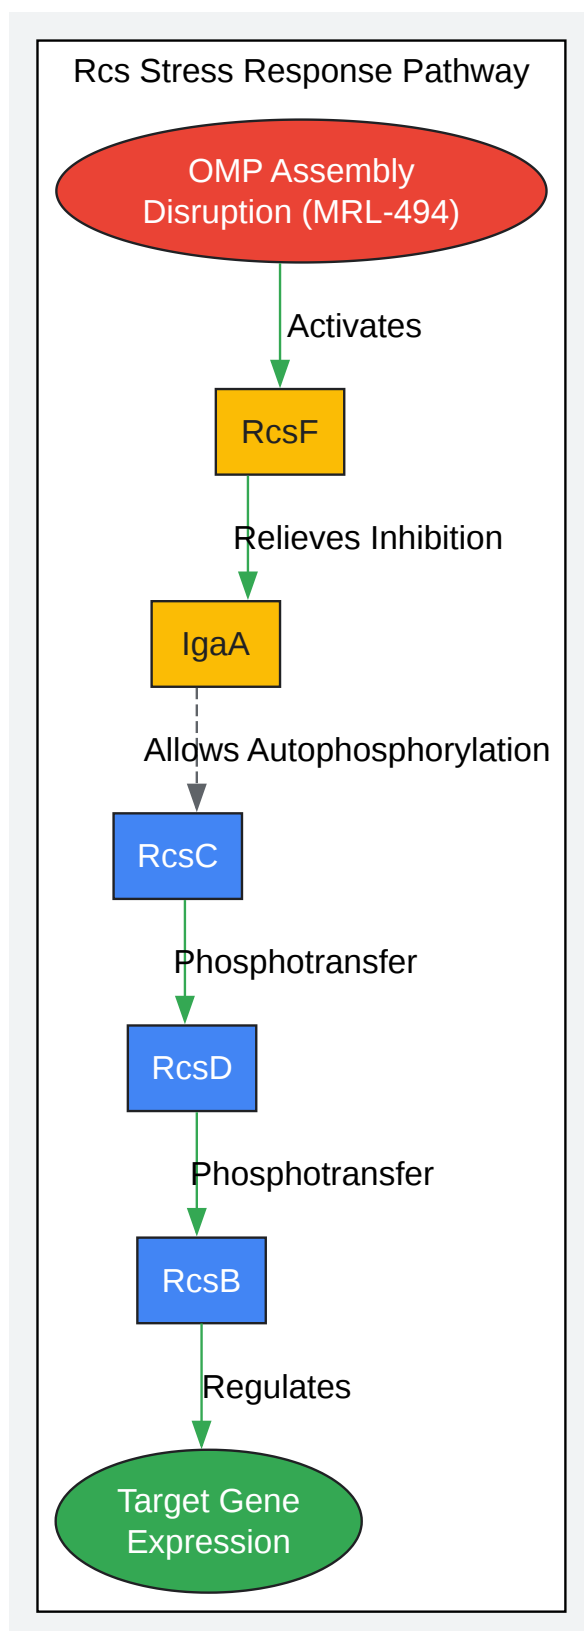 Rcs Stress Response Pathway
OMP Assembly
Disruption (MRL-494)
Activates
RcsF
Relieves Inhibition
IgaA
Allows Autophosphorylation
RcsC
Phosphotransfer
RcsD
Phosphotransfer
RcsB
Regulates
Target Gene
Expression